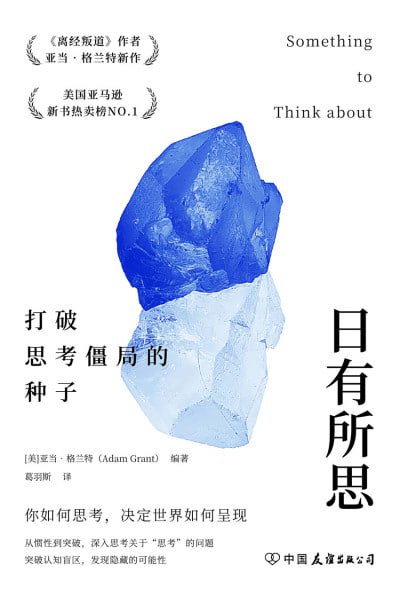 《离经叛道》作者
亚当·格兰特新作
美国亚马逊
新书热卖榜NO.1
Something
to
Think about
打破
思考僵局的
种子
日有所思
[美]亚当·格兰特（Adam Grant） 编著
葛羽斯 译
你如何思考，决定世界如何呈现
从惯性到突破，深入思考关于“思考”的问题
突破认知盲区，发现隐藏的可能性
中国友谊出版公司